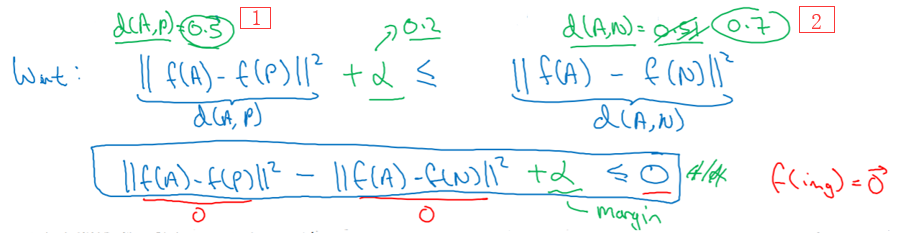 d(A,P) = 0.5 1 0.2 d(A,N) = 0.51 0.7 2
Want: || f(A) - f(P) ||² + α ≤ || f(A) - f(N) ||²
d(A,P) d(A,N)
|| f(A) - f(P) ||² - || f(A) - f(N) ||² + α ≤ 0 f(img) = 0⃗
0 0 margin